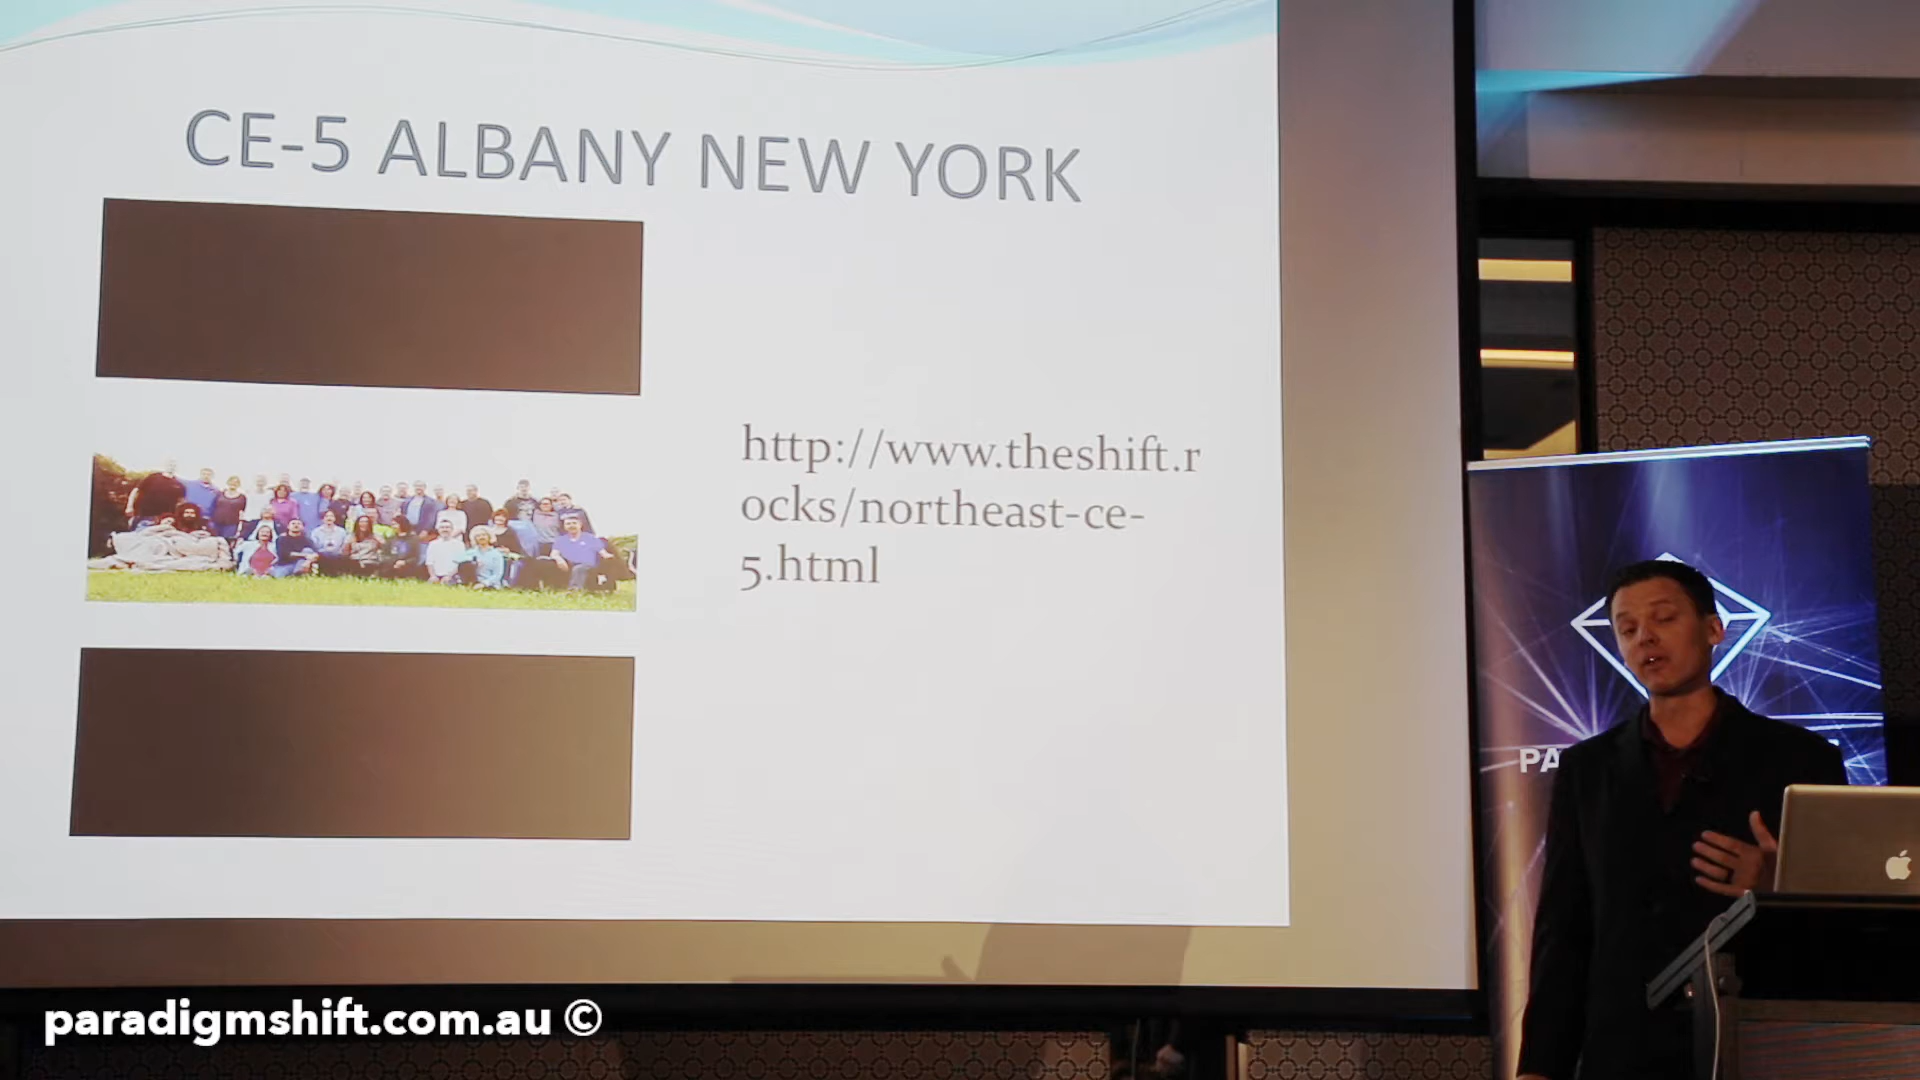 CE-5 ALBANY NEW YORK
http://www.theshift.r
ocks/northeast-ce-
5.html
PA
paradigmshift.com.au ©